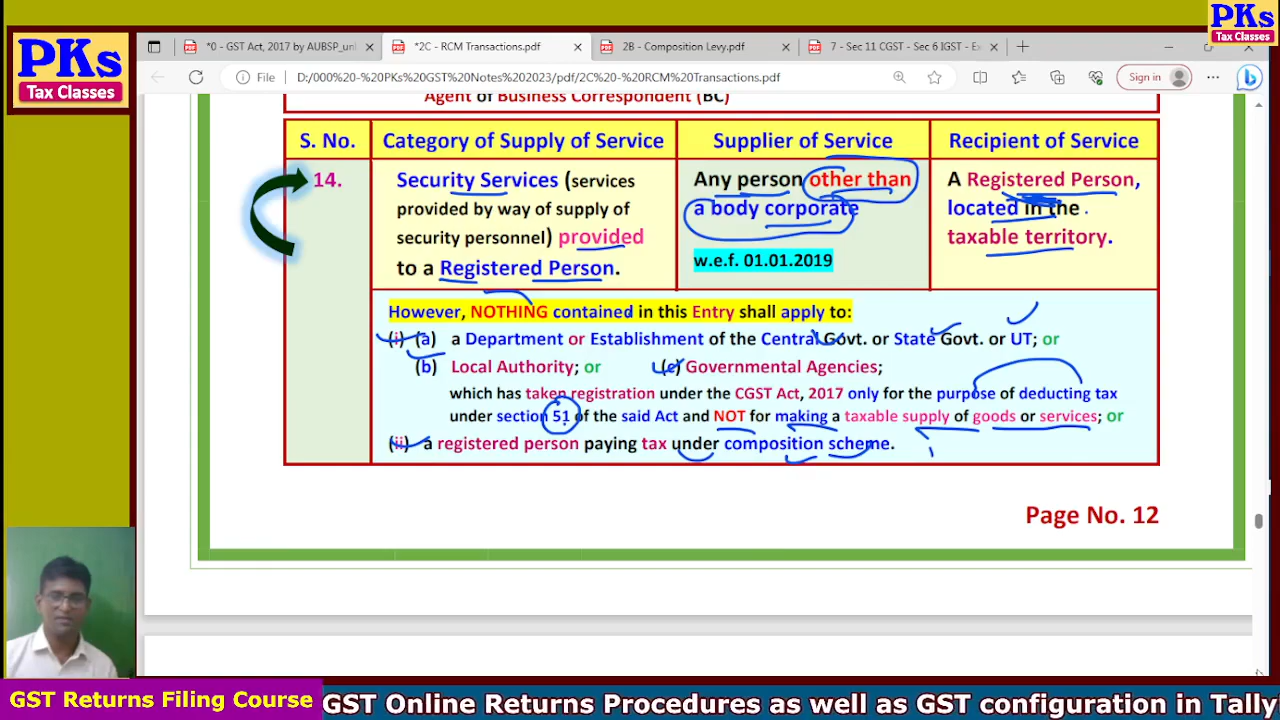 PKs
Tax Classes
PKs
Tax Classes
*0 - GST Act, 2017 by AUBSP_url
*2C - RCM Transactions.pdf
2B - Composition Levy.pdf
7 - Sec 11 CGST - Sec 6 IGST - Ex
File
D:/000%20-%20PKs%20GST%20Notes%202023/pdf/2C%20-%20RCM%20Transactions.pdf
Sign in
Agent of Business Correspondent (BC)
S. No.
Category of Supply of Service
Supplier of Service
Recipient of Service
14.
Security Services (services
provided by way of supply of
security personnel) provided
to a Registered Person.
Any person other than
a body corporate
w.e.f. 01.01.2019
A Registered Person,
located in the
taxable territory.
However, NOTHING contained in this Entry shall apply to:
(i) (a) a Department or Establishment of the Central Govt. or State Govt. or UT; or
(b) Local Authority; or (c) Governmental Agencies;
which has taken registration under the CGST Act, 2017 only for the purpose of deducting tax
under section 51 of the said Act and NOT for making a taxable supply of goods or services; or
(ii) a registered person paying tax under composition scheme.
Page No. 12
GST Returns Filing Course
GST Online Returns Procedures as well as GST configuration in Tally